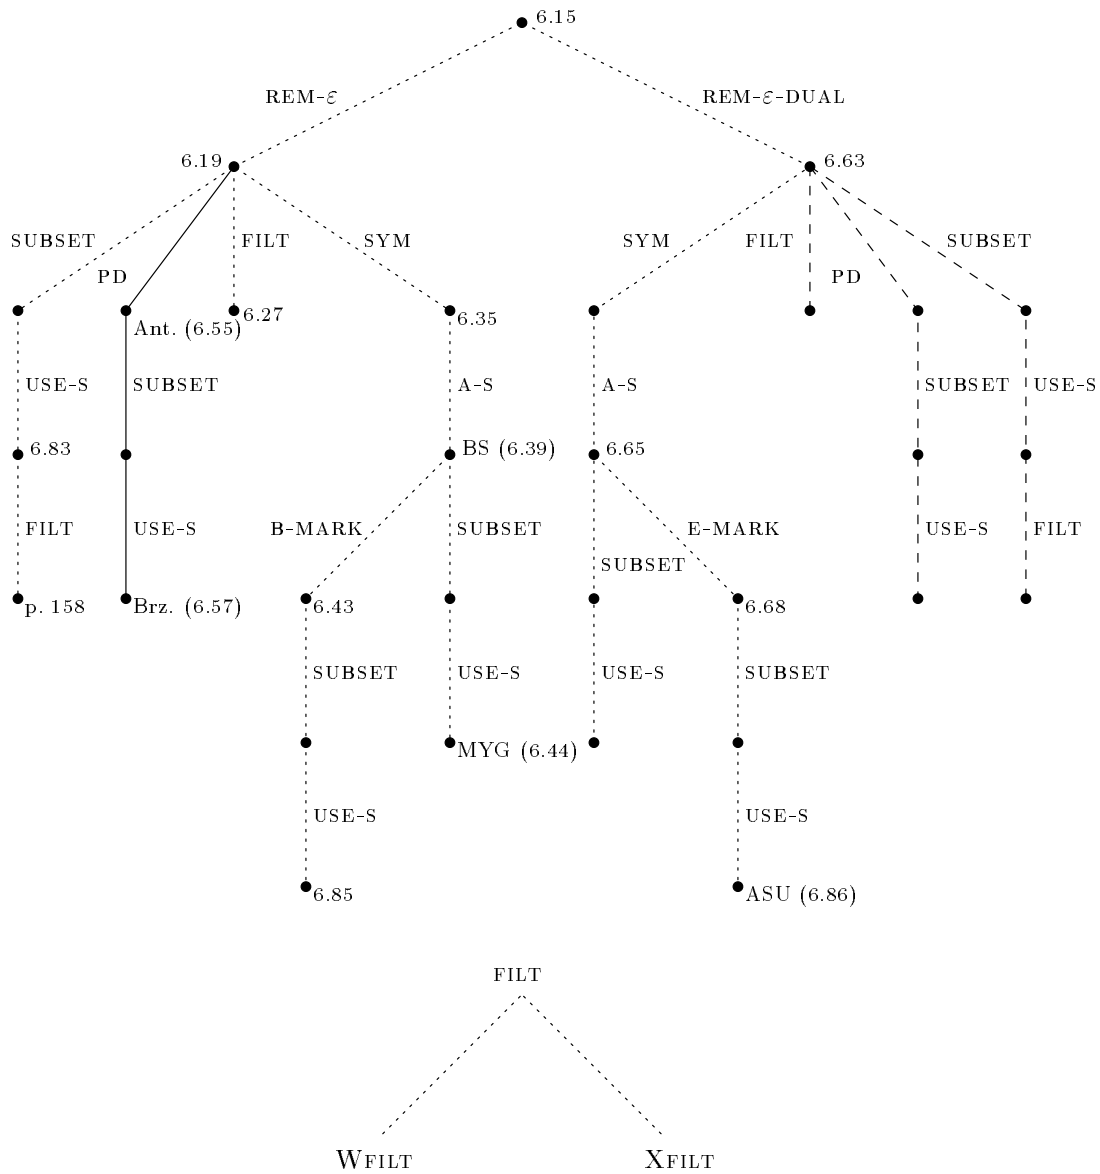 6.15
REM-ε
REM-ε-DUAL
6.19
6.63
SUBSET
FILT
SYM
SYM
FILT
SUBSET
PD
PD
6.27
6.35
Ant. (6.55)
USE-S
SUBSET
A-S
A-S
SUBSET
USE-S
6.83
BS (6.39)
6.65
FILT
USE-S
B-MARK
SUBSET
E-MARK
USE-S
FILT
SUBSET
p. 158
Brz. (6.57)
6.43
6.68
SUBSET
USE-S
USE-S
SUBSET
MYG (6.44)
USE-S
USE-S
6.85
ASU (6.86)
FILT
WFILT
XFILT